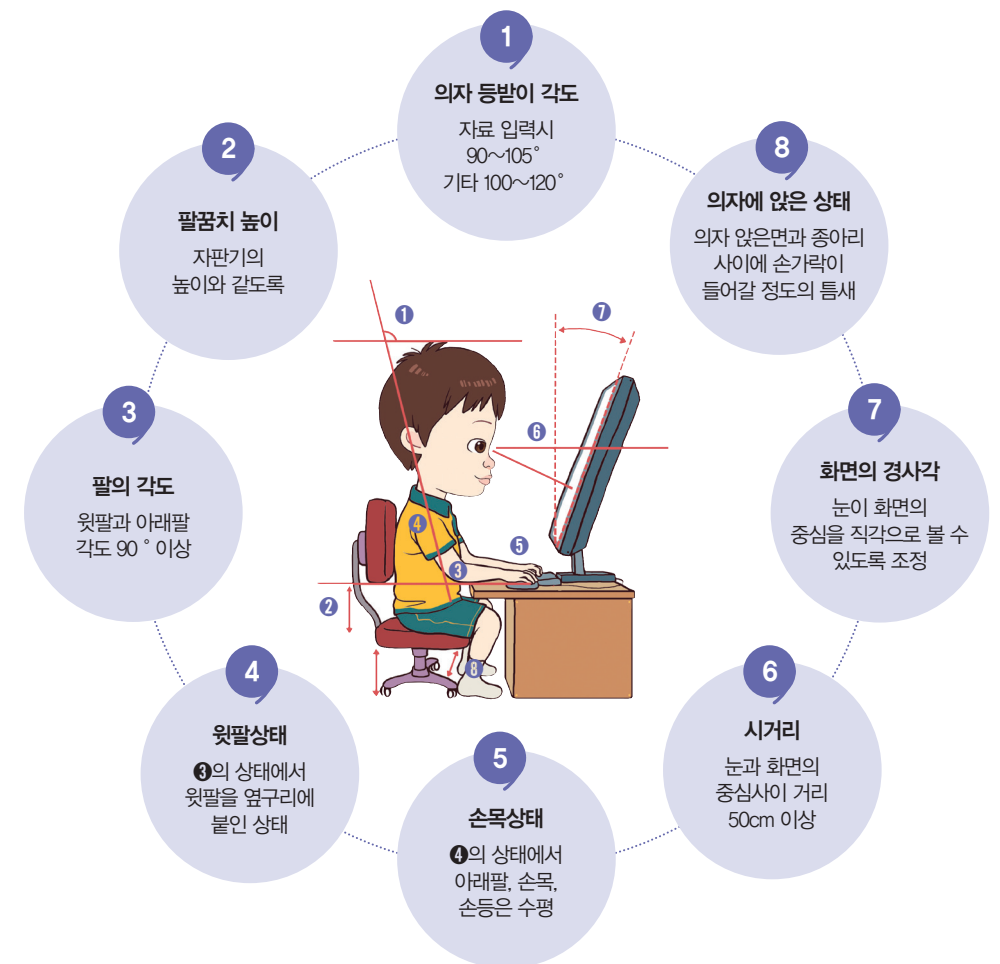 1
의자 등받이 각도
자료 입력시
90~105°
기타 100~120°
2
팔꿈치 높이
자판기의
높이와 같도록
3
팔의 각도
윗팔과 아래팔
각도 90 ° 이상
4
윗팔상태
❸의 상태에서
윗팔을 옆구리에
붙인 상태
5
손목상태
❹의 상태에서
아래팔, 손목,
손등은 수평
6
시거리
눈과 화면의
중심사이 거리
50cm 이상
7
화면의 경사각
눈이 화면의
중심을 직각으로 볼 수
있도록 조정
8
의자에 앉은 상태
의자 앉은면과 종아리
사이에 손가락이
들어갈 정도의 틈새
❶
❼
❻
❹
❺
❸
❷
❽